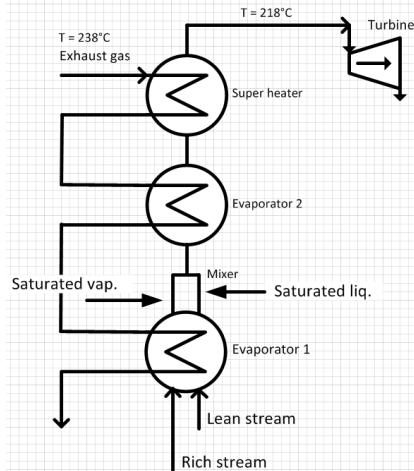 T = 218°C
Turbine
T = 238°C
Exhaust gas
Super heater
Evaporator 2
Mixer
Saturated vap.
Saturated liq.
Evaporator 1
Lean stream
Rich stream